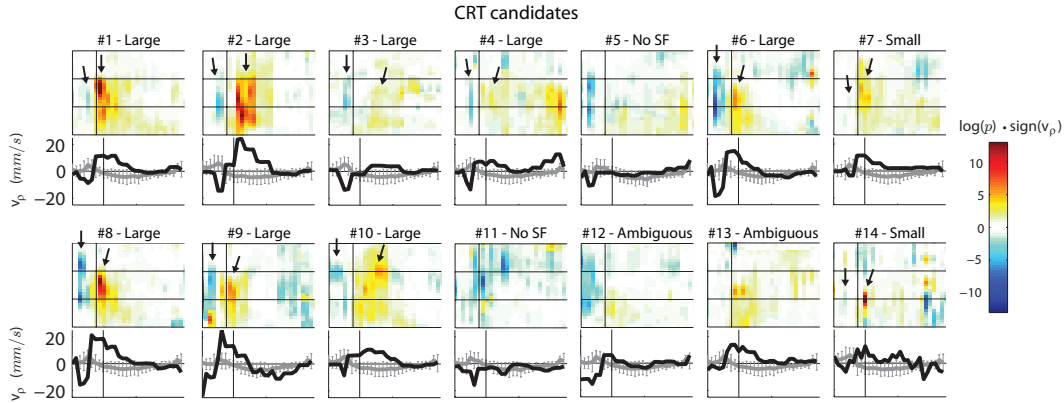 CRT candidates
#1 - Large
#2 - Large
#3 - Large
#4 - Large
#5 - No SF
#6 - Large
#7 - Small
20
0
−20
vρ (mm/s)
#8 - Large
#9 - Large
#10 - Large
#11 - No SF
#12 - Ambiguous
#13 - Ambiguous
#14 - Small
20
0
−20
vρ (mm/s)
log(p) · sign(vρ)
10
5
0
−5
−10